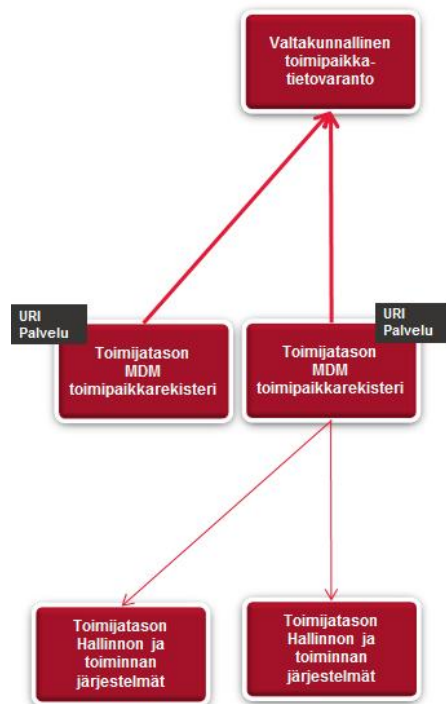 Valtakunnallinen
toimipaikka-
tietovaranto
URI
Palvelu
Toimijatason
MDM
toimipaikkarekisteri
URI
Palvelu
Toimijatason
MDM
toimipaikkarekisteri
Toimijatason
Hallinnon ja
toiminnan
järjestelmät
Toimijatason
Hallinnon ja
toiminnan
järjestelmät